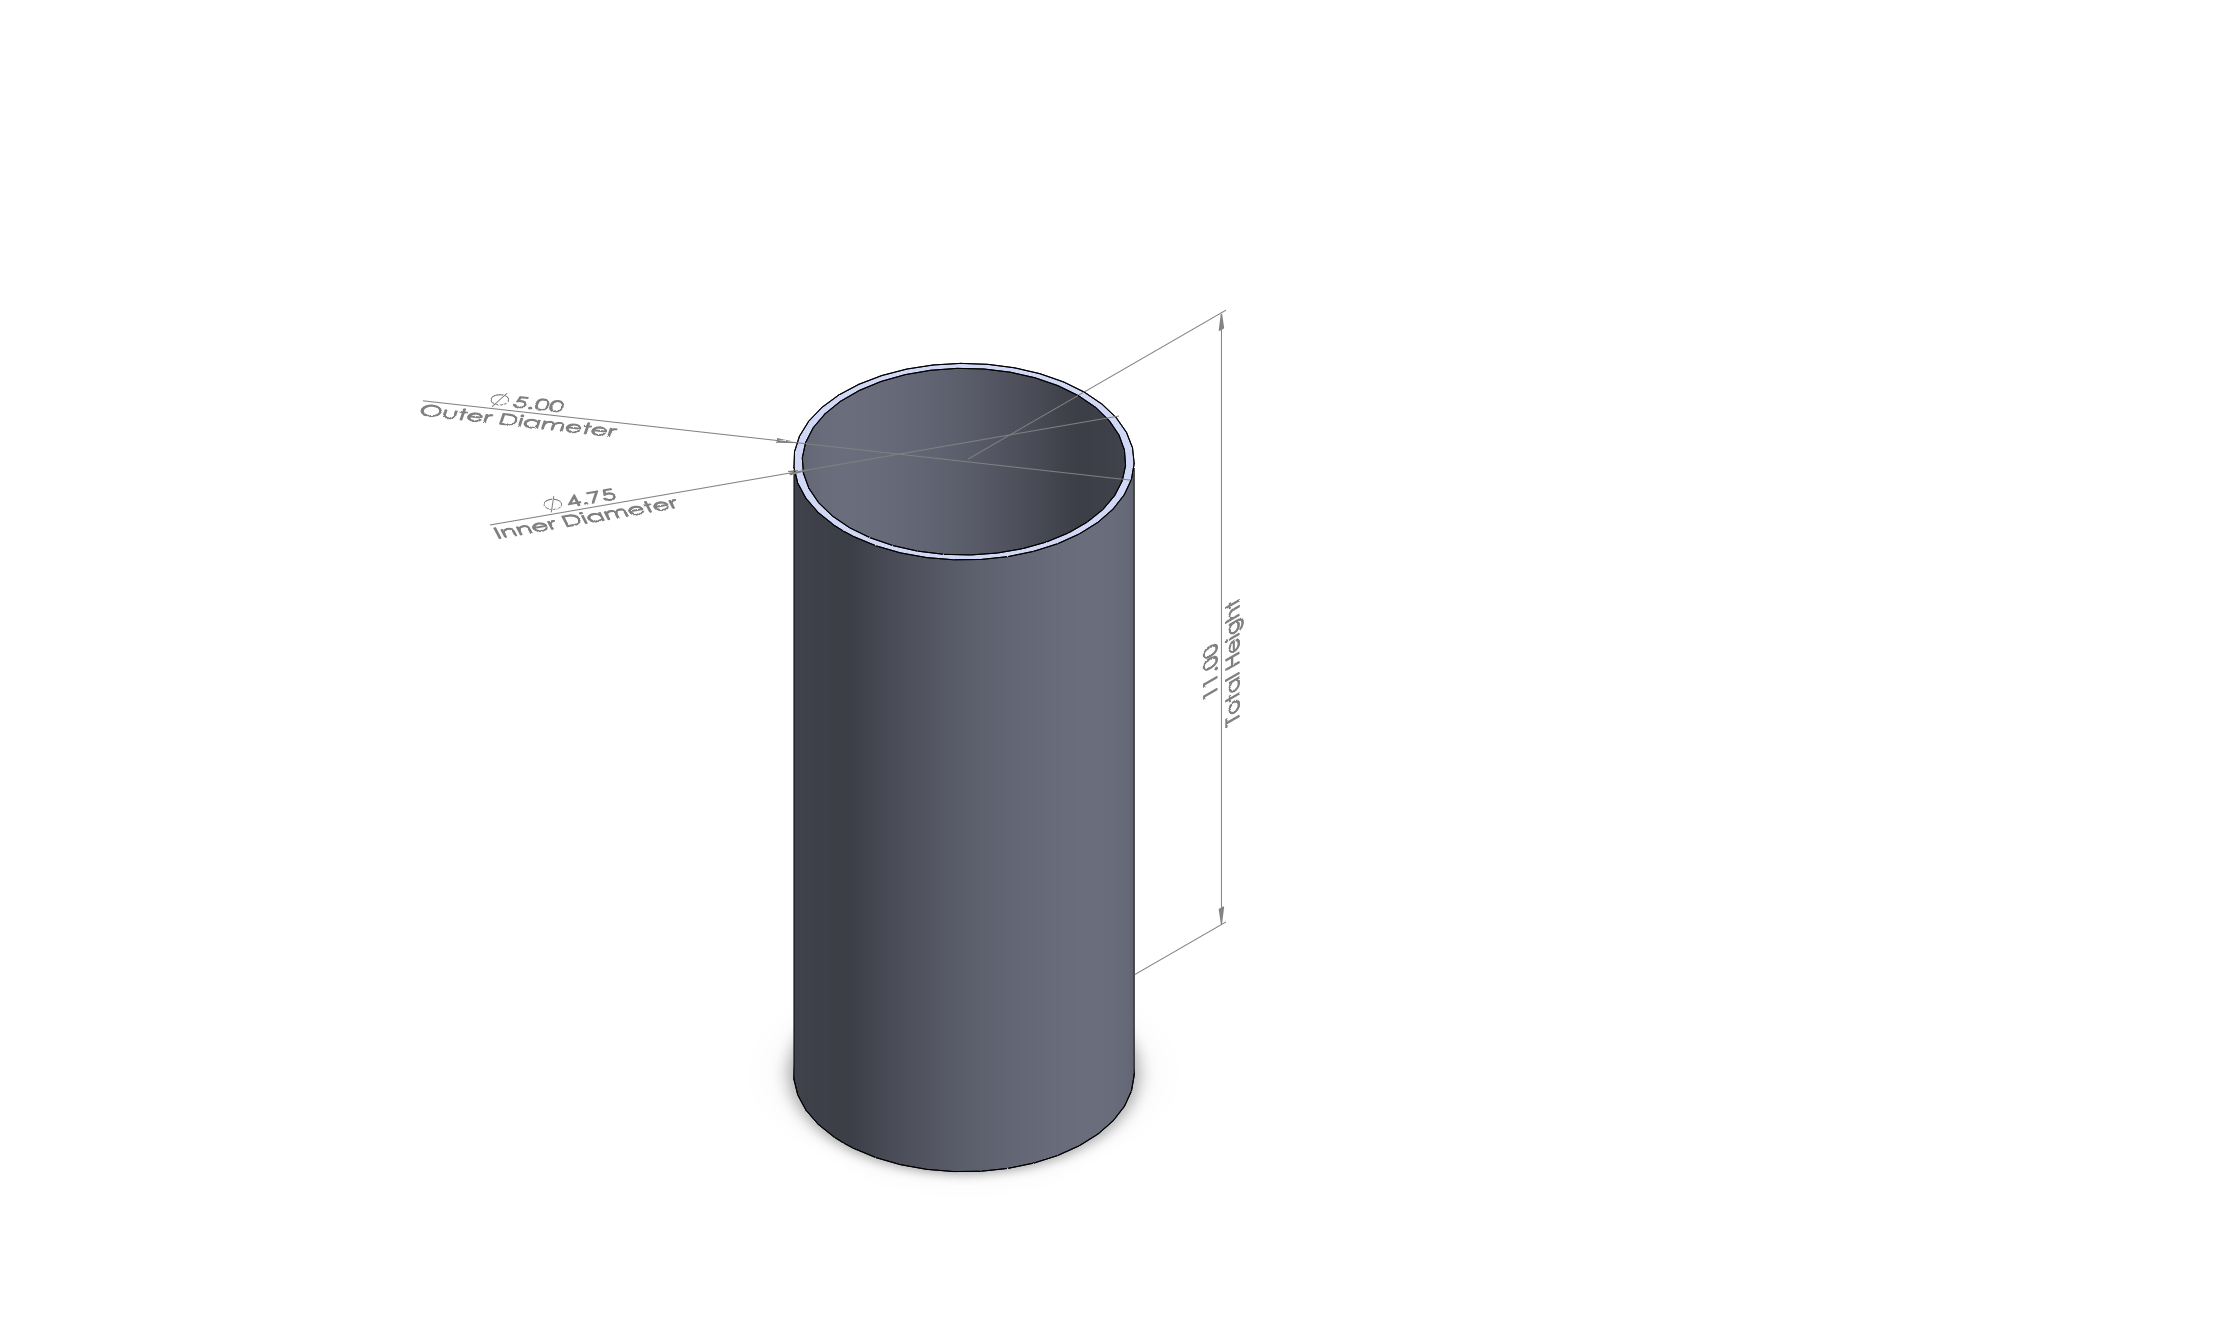 ⌀ 5.00
Outer Diameter
⌀ 4.75
Inner Diameter
11.00
Total Height